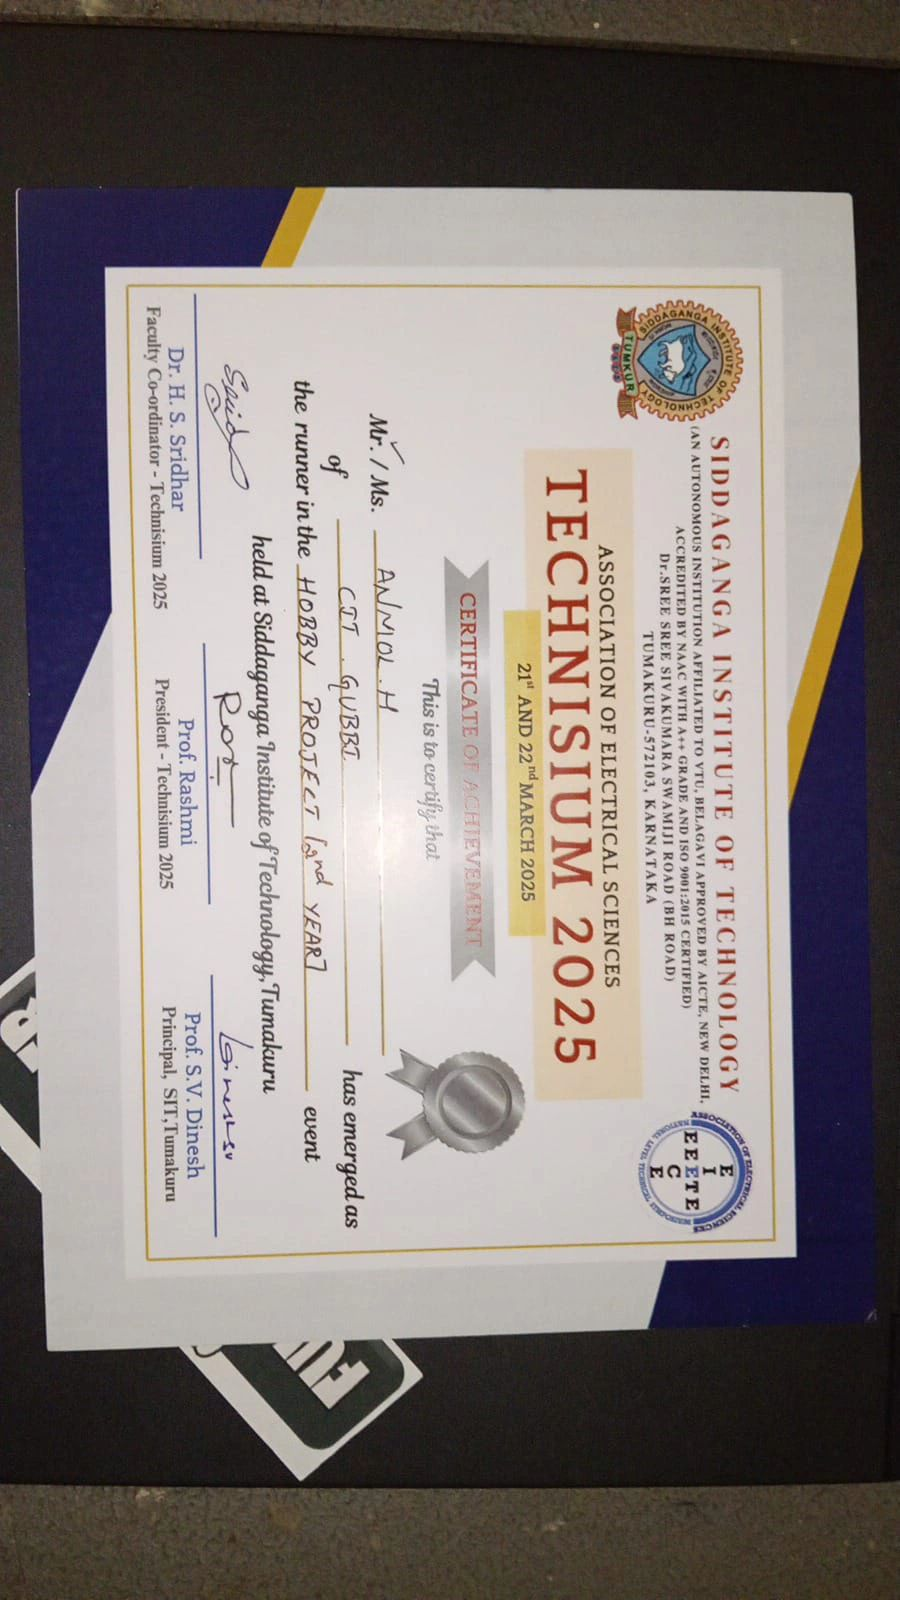 SIDDAGANGA INSTITUTE OF TECHNOLOGY
(AN AUTONOMOUS INSTITUTION AFFILIATED TO VTU, BELAGAVI APPROVED BY AICTE, NEW DELHI,
ACCREDITED BY NAAC WITH A++ GRADE AND ISO 9001:2015 CERTIFIED)
Dr.SREE SREE SIVAKUMARA SWAMIJI ROAD (BH ROAD)
TUMAKURU-572103, KARNATAKA
SIDDAGANGA INSTITUTE OF TECHNOLOGY
TUMKUR
ASSOCIATION OF ELECTRICAL SCIENCES
E
I
EEETE
C
E
ASSOCIATION OF ELECTRICAL SCIENCES
TECHNISIUM 2025
21st AND 22nd MARCH 2025
CERTIFICATE OF ACHIEVEMENT
This is to certify that
Mr. / Ms. ANMOL.H
of CIT, GUBBI has emerged as
the runner in the HOBBY PROJECT [2nd YEAR] event
held at Siddaganga Institute of Technology, Tumakuru
Dr. H. S. Sridhar
Faculty Co-ordinator - Technisium 2025
Prof. Rashmi
President - Technisium 2025
Prof. S.V. Dinesh
Principal, SIT,Tumakuru
FU